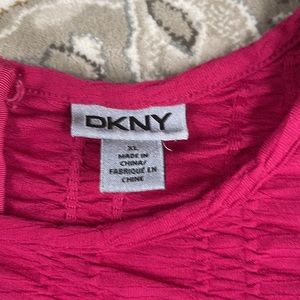 DKNY
XL
MADE IN
CHINA/
FABRIQUÉ EN
CHINE